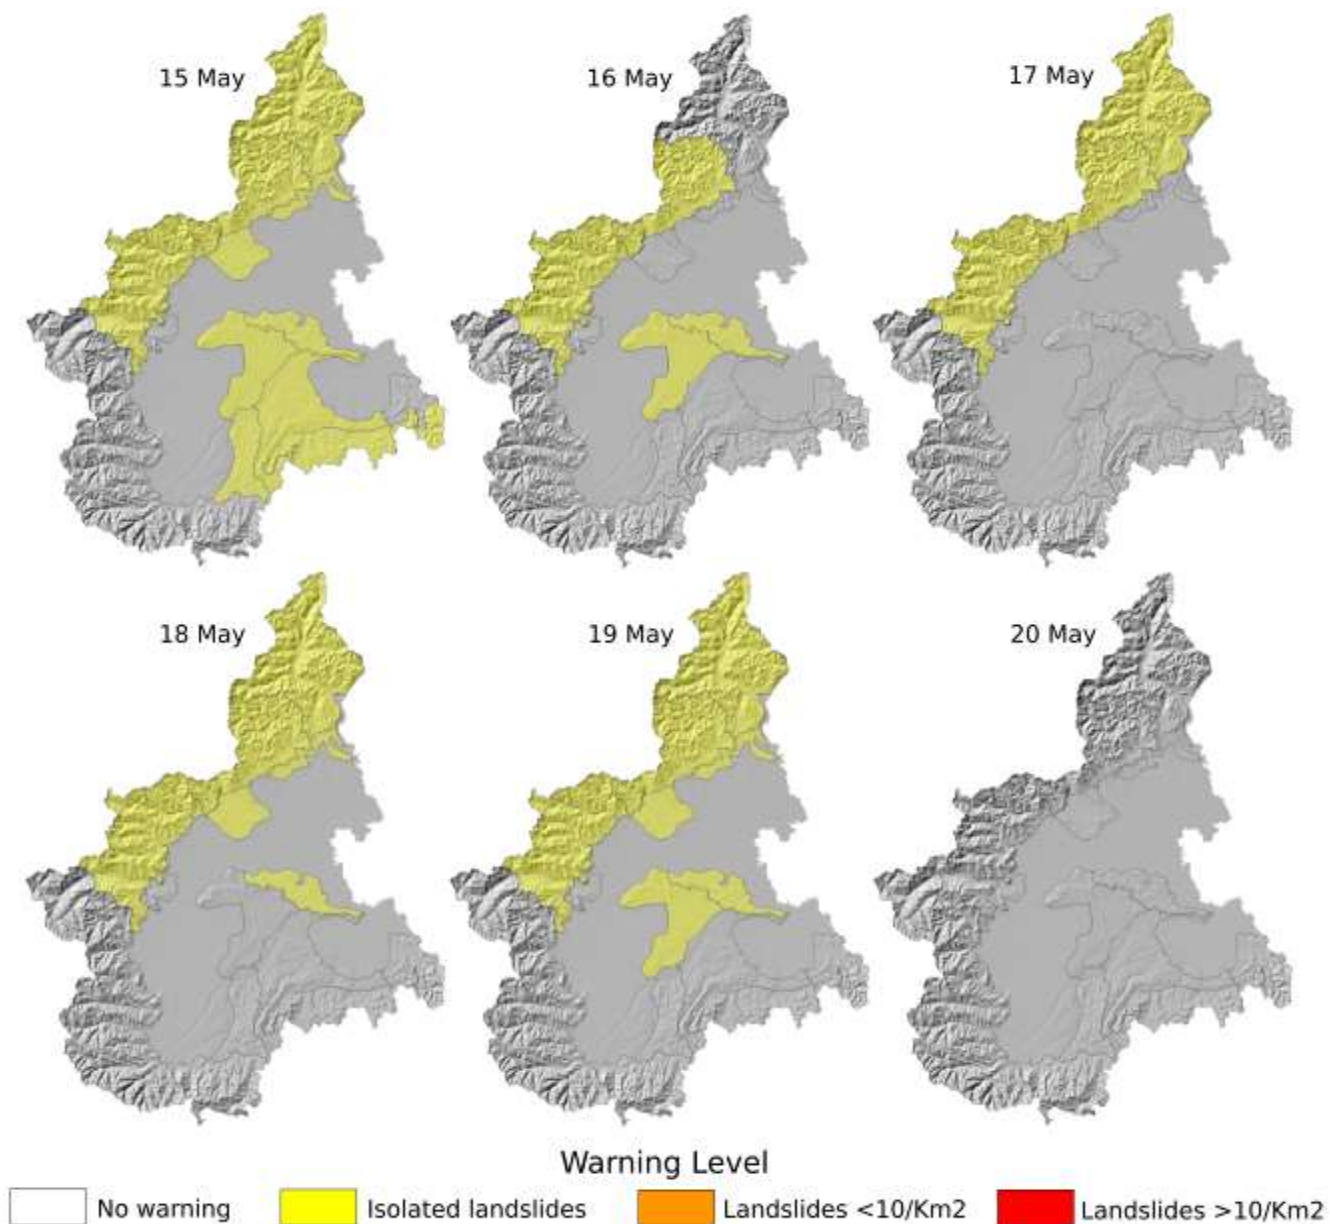 15 May
16 May
17 May
18 May
19 May
20 May
Warning Level
No warning
Isolated landslides
Landslides <10/Km2
Landslides >10/Km2